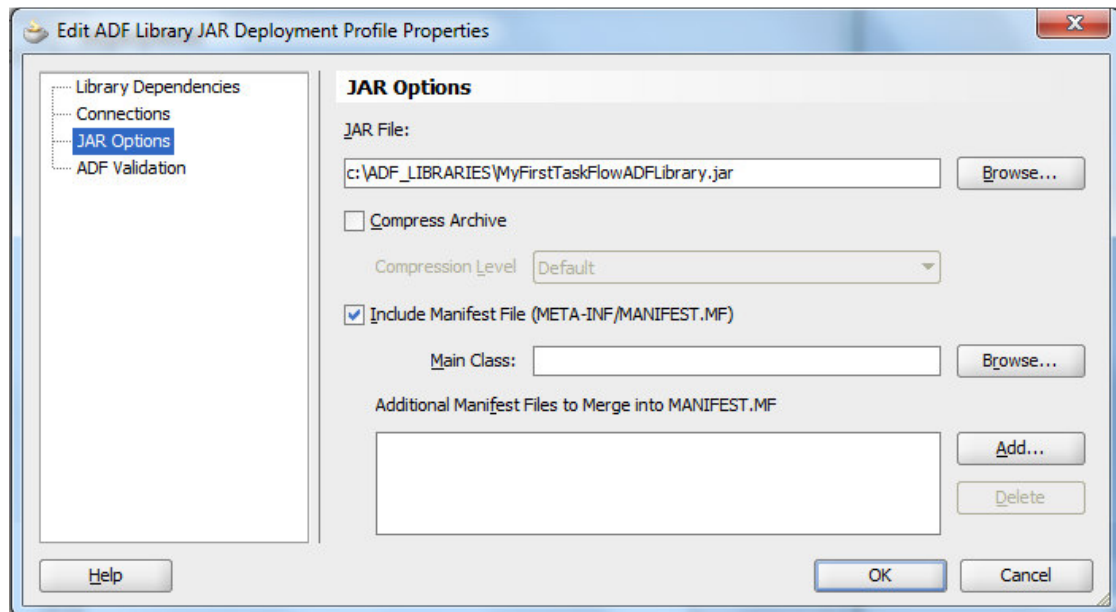 Edit ADF Library JAR Deployment Profile Properties
Library Dependencies
Connections
JAR Options
ADF Validation
JAR Options
JAR File:
c:\ADF_LIBRARIES\MyFirstTaskFlowADFLibrary.jar
Browse...
Compress Archive
Compression Level
Default
Include Manifest File (META-INF/MANIFEST.MF)
Main Class:
Browse...
Additional Manifest Files to Merge into MANIFEST.MF
Add...
Delete
Help
OK
Cancel